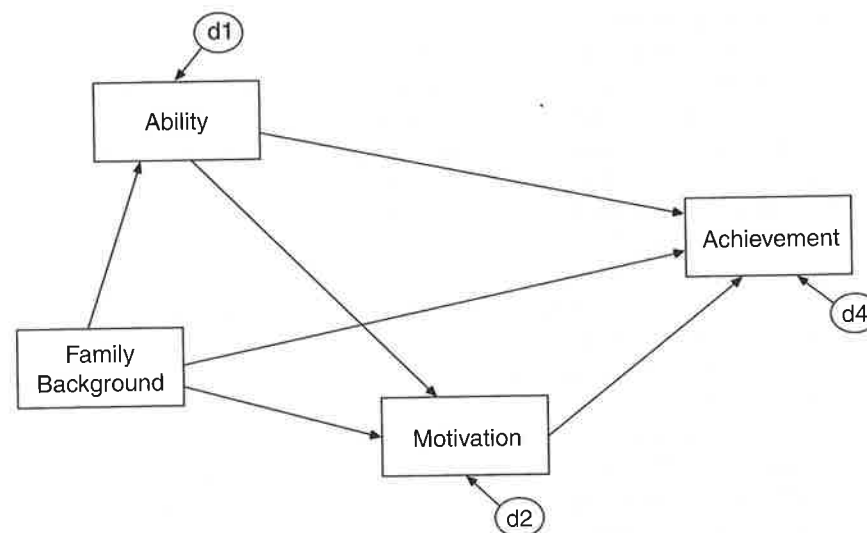 d1
Ability
Achievement
d4
Family
Background
Motivation
d2